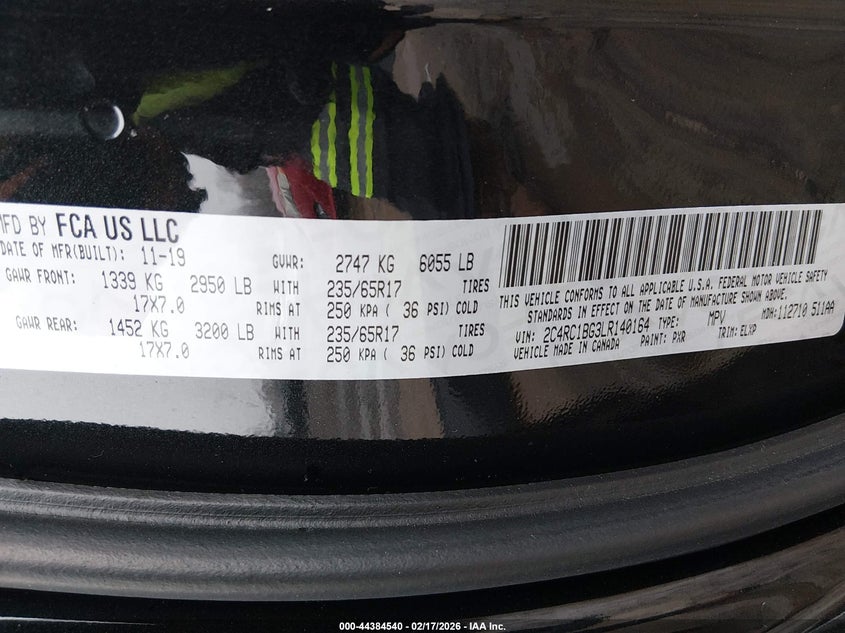 MFD BY FCA US LLC
DATE OF MFR(BUILT): 11-19 GVWR: 2747 KG 6055 LB
GAWR FRONT: 1339 KG 2950 LB WITH 235/65R17 TIRES
17X7.0 RIMS AT 250 KPA ( 36 PSI) COLD
GAWR REAR: 1452 KG 3200 LB WITH 235/65R17 TIRES
17X7.0 RIMS AT 250 KPA ( 36 PSI) COLD
THIS VEHICLE CONFORMS TO ALL APPLICABLE U.S.A. FEDERAL MOTOR VEHICLE SAFETY
STANDARDS IN EFFECT ON THE DATE OF MANUFACTURE SHOWN ABOVE.
VIN: 2C4RC1BG3LR140164 TYPE: MPV MDH:112710 511AA
VEHICLE MADE IN CANADA PAINT: PXR TRIM: ELXP
000-44384540 - 02/17/2026 - IAA Inc.